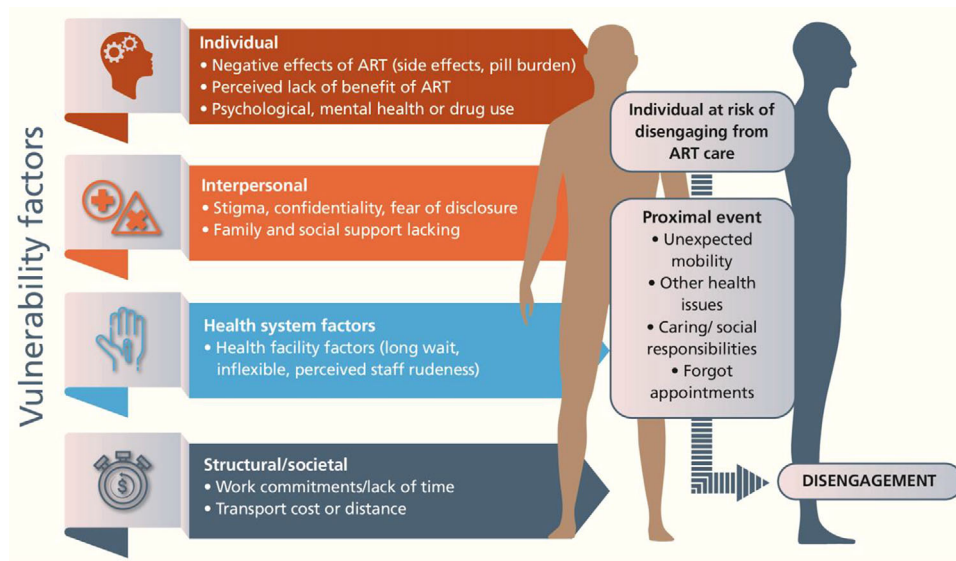 Vulnerability factors
Individual
• Negative effects of ART (side effects, pill burden)
• Perceived lack of benefit of ART
• Psychological, mental health or drug use
Interpersonal
• Stigma, confidentiality, fear of disclosure
• Family and social support lacking
Health system factors
• Health facility factors (long wait,
inflexible, perceived staff rudeness)
$
Structural/societal
• Work commitments/lack of time
• Transport cost or distance
Individual at risk of
disengaging from
ART care
Proximal event
• Unexpected
mobility
• Other health
issues
• Caring/ social
responsibilities
• Forgot
appointments
DISENGAGEMENT